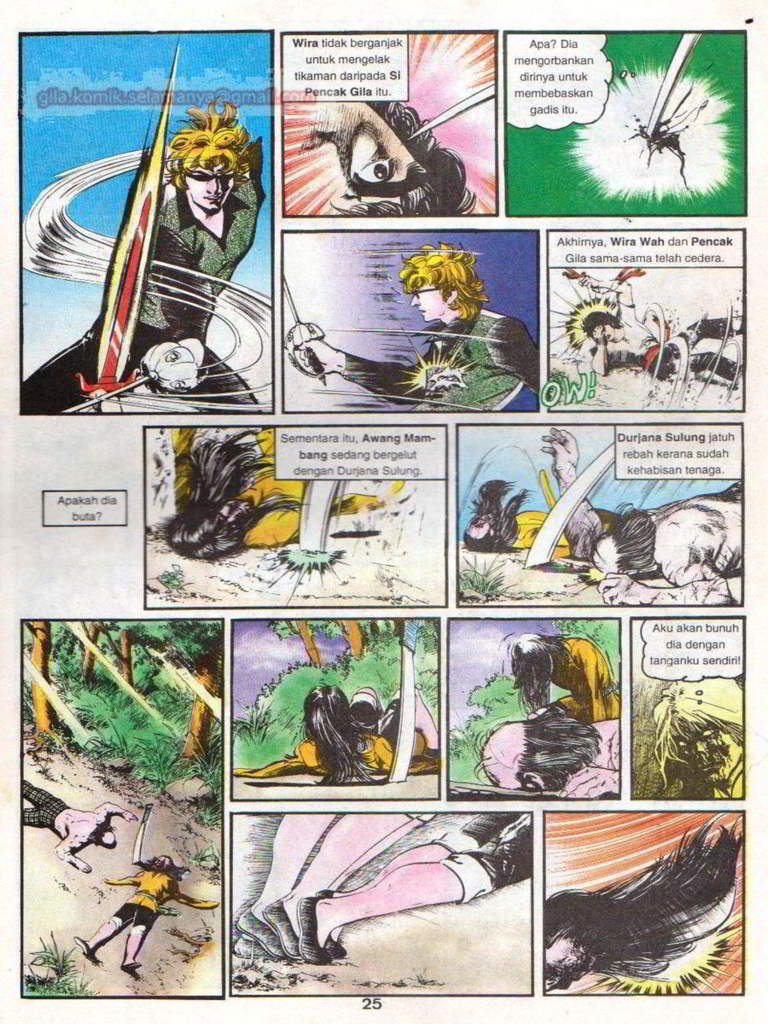 gila.komik.selamanya@gmail.com
Wira tidak berganjak
untuk mengelak
tikaman daripada Si
Pencak Gila itu.
Apa? Dia
mengorbankan
dirinya untuk
membebaskan
gadis itu.
Akhirnya, Wira Wah dan Pencak
Gila sama-sama telah cedera.
OW!
Apakah dia
buta?
Sementara itu, Awang Mam-
bang sedang bergelut
dengan Durjana Sulung.
Durjana Sulung jatuh
rebah kerana sudah
kehabisan tenaga.
Aku akan bunuh
dia dengan
tanganku sendiri!
25